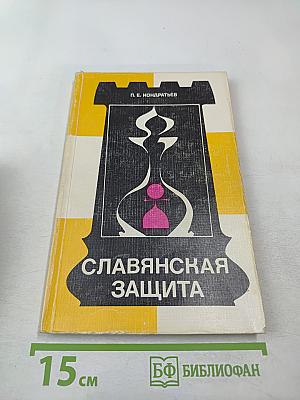 П. Е. КОНДРАТЬЕВ
СЛАВЯНСКАЯ
ЗАЩИТА
15 см
БФ БИБЛИОФАН